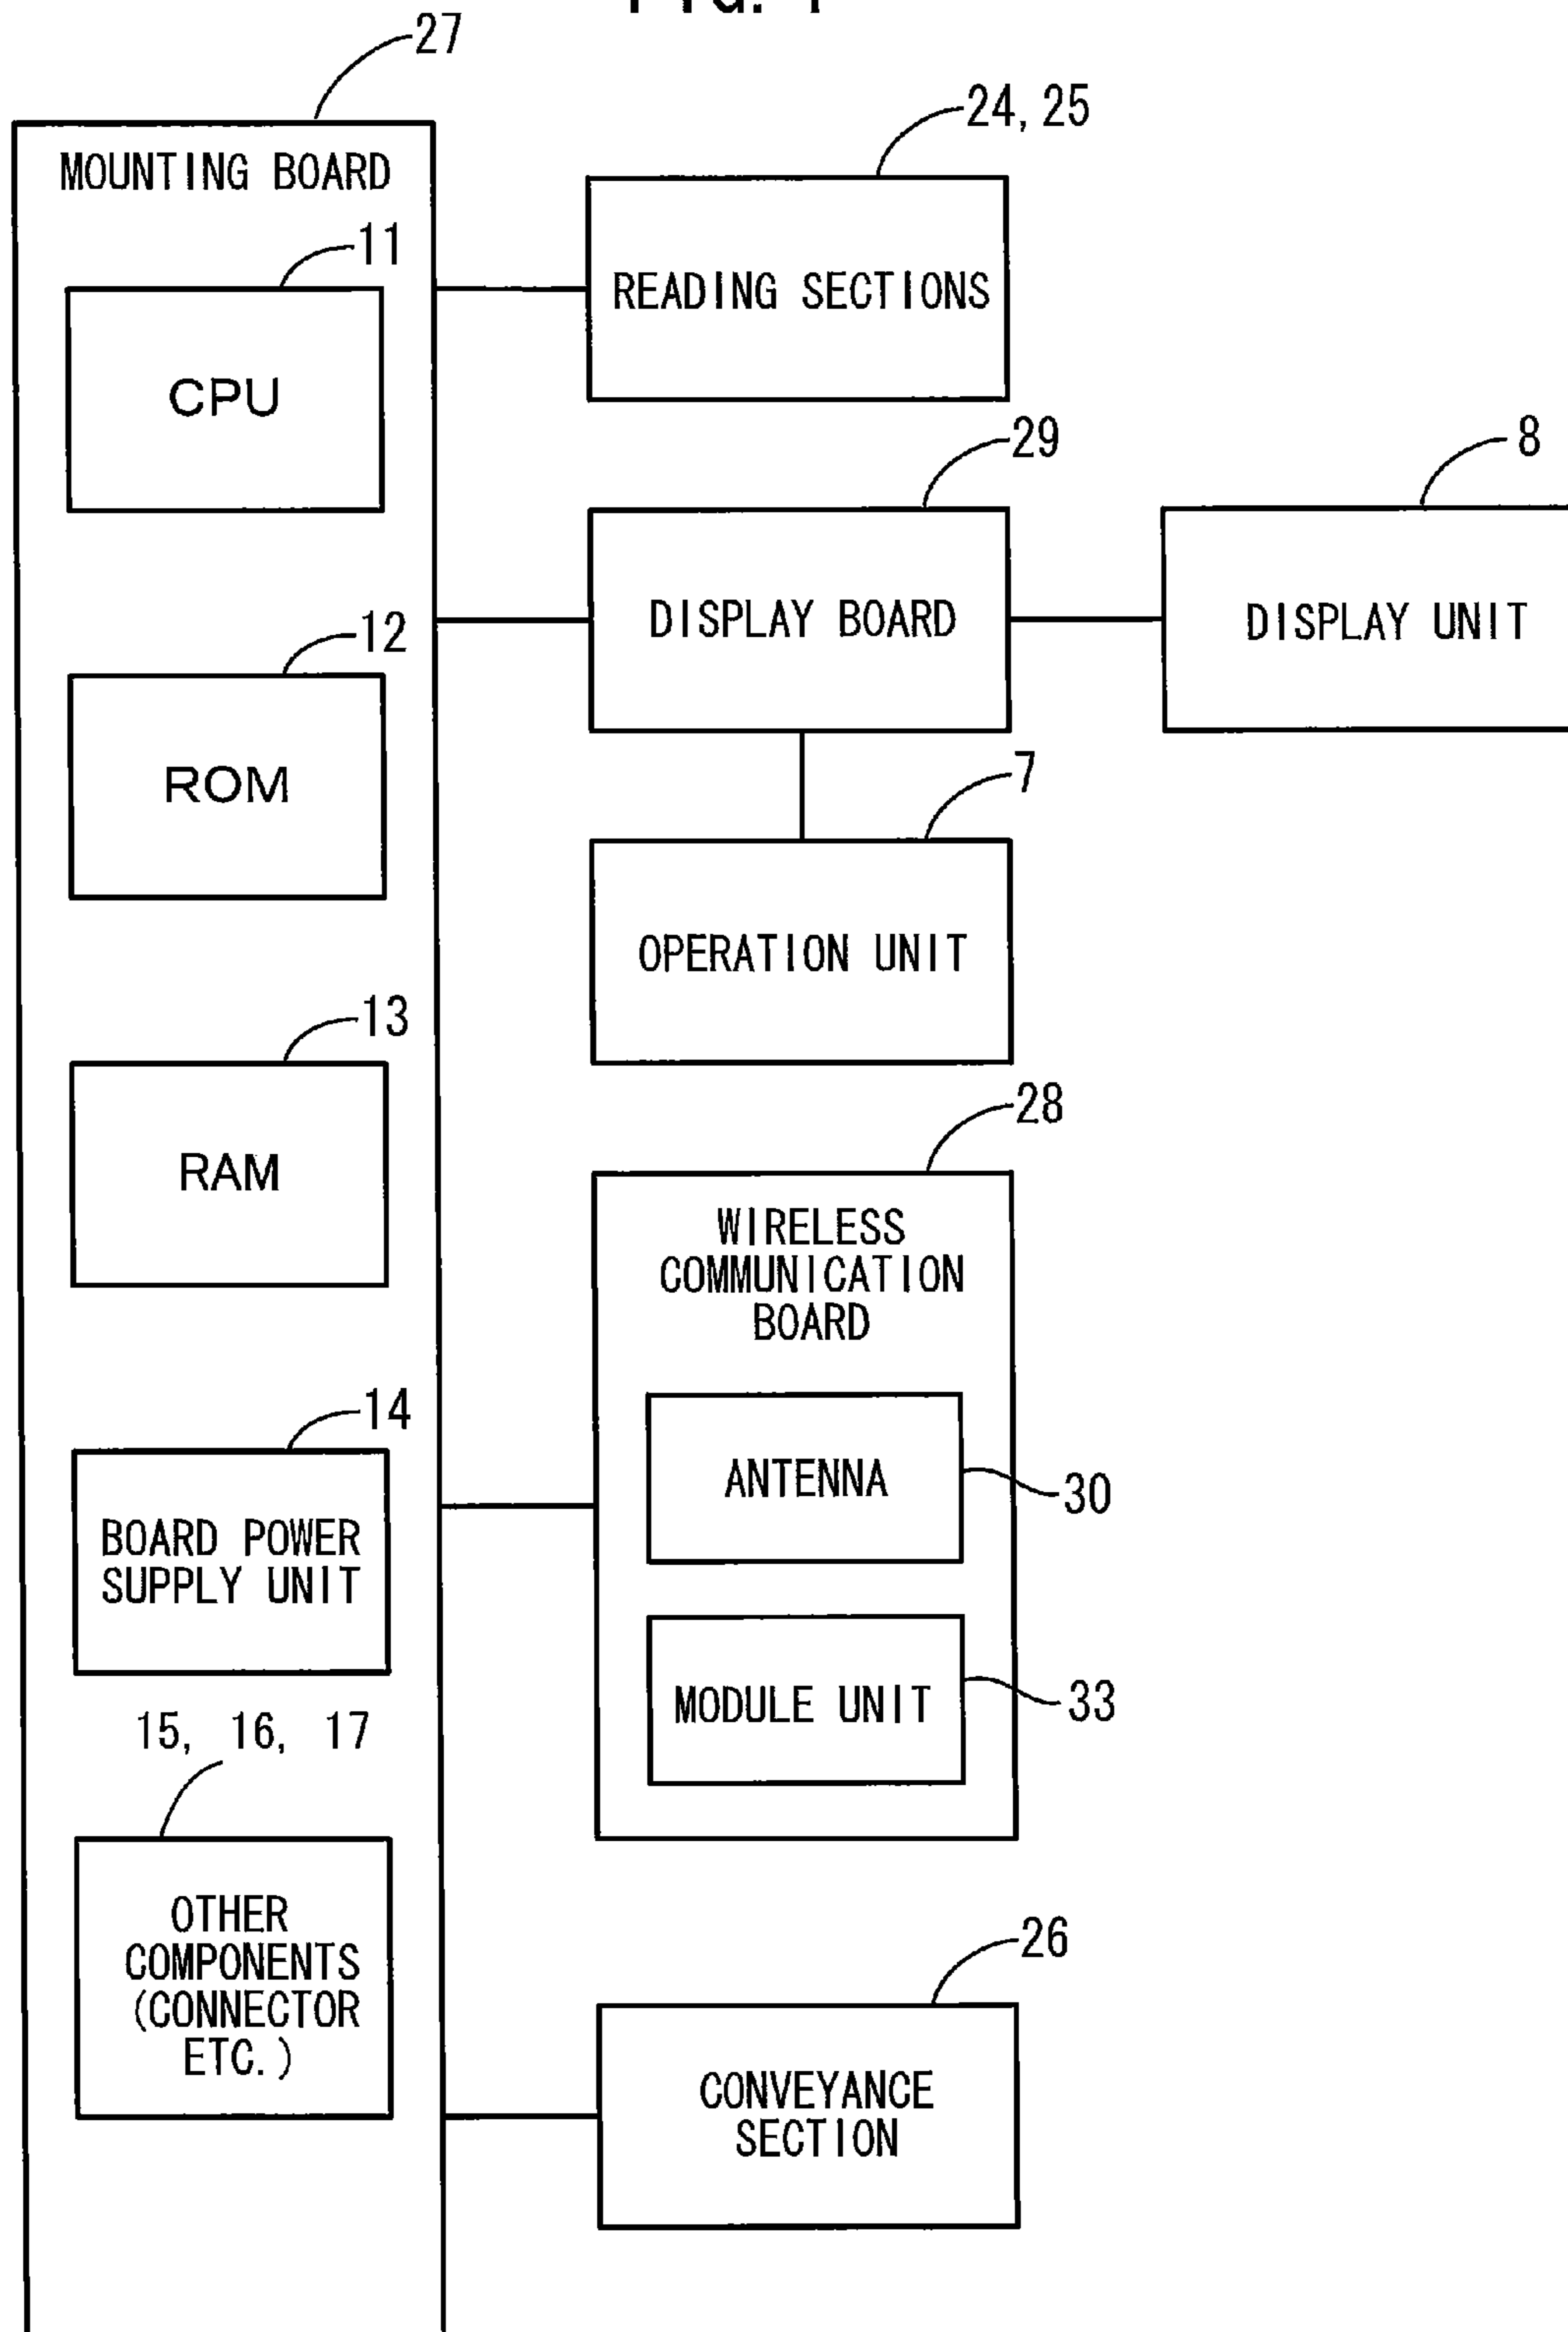 27
24, 25
MOUNTING BOARD
11
READING SECTIONS
CPU
29
8
DISPLAY BOARD
DISPLAY UNIT
12
ROM
7
OPERATION UNIT
13
RAM
28
WIRELESS
COMMUNICATION
BOARD
14
ANTENNA
30
BOARD POWER
SUPPLY UNIT
MODULE UNIT
33
15, 16, 17
OTHER
COMPONENTS
(CONNECTOR
ETC.)
26
CONVEYANCE
SECTION